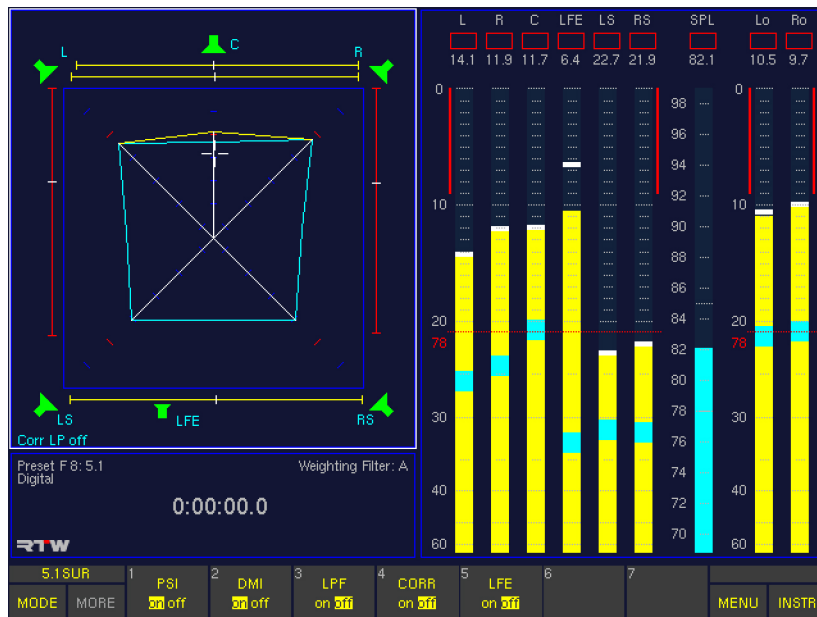 L R C LFE LS RS SPL Lo Ro
14.1 11.9 11.7 6.4 22.7 21.9 82.1 10.5 9.7
C
L R
LS LFE RS
Corr LP off
0
10
20
78
30
40
60
98
96
94
92
90
88
86
84
82
80
78
76
74
72
70
0
10
20
78
30
40
60
Preset F 8: 5.1 Weighting Filter: A
Digital
0:00:00.0
RTW
5.1SUR 1 PSI 2 DMI 3 LPF 4 CORR 5 LFE 6 7
MODE MORE on off on off on off on off on off MENU INSTR